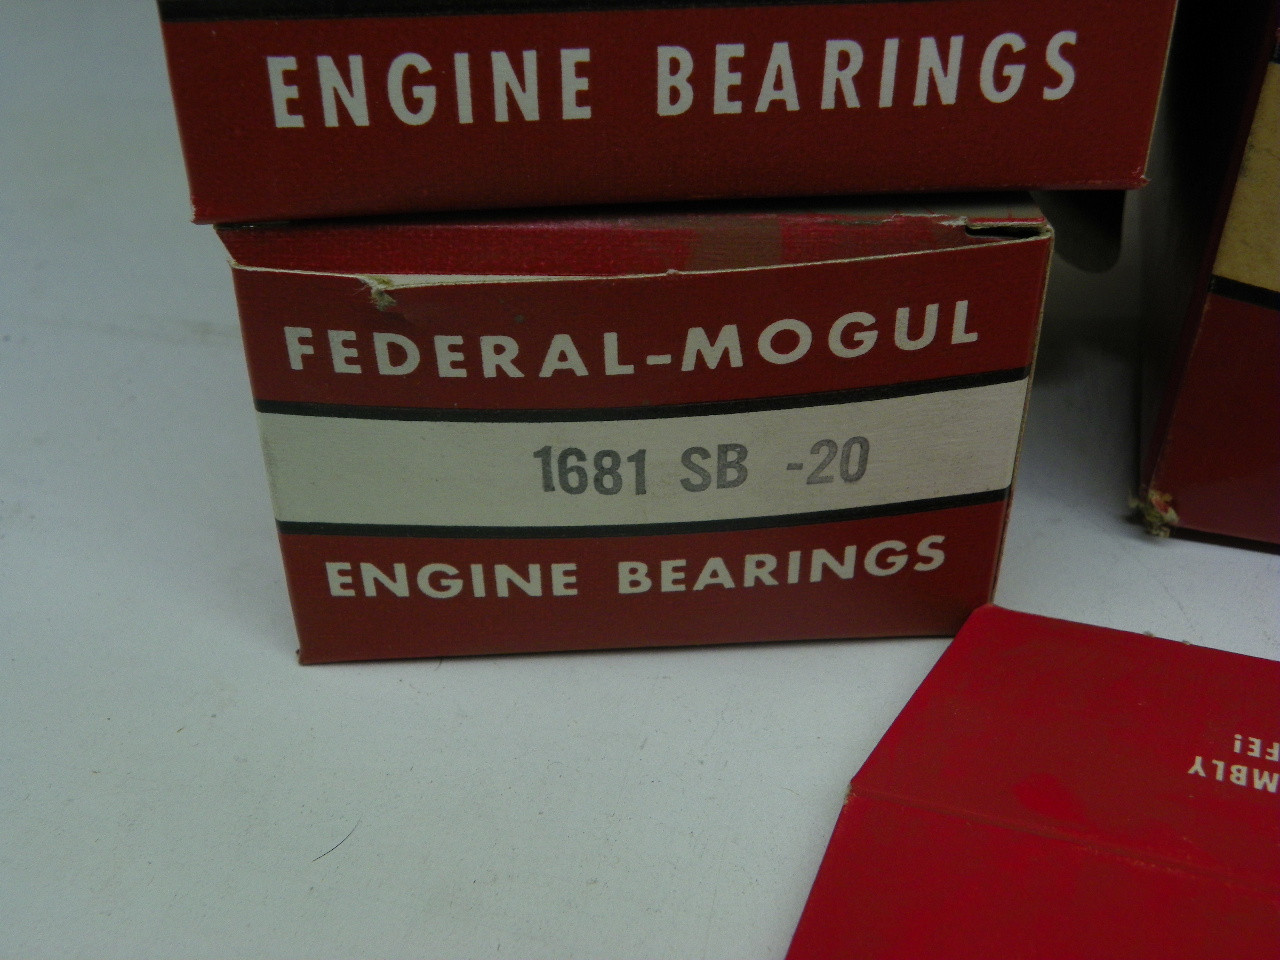 ENGINE BEARINGS
FEDERAL-MOGUL
1681 SB -20
ENGINE BEARINGS